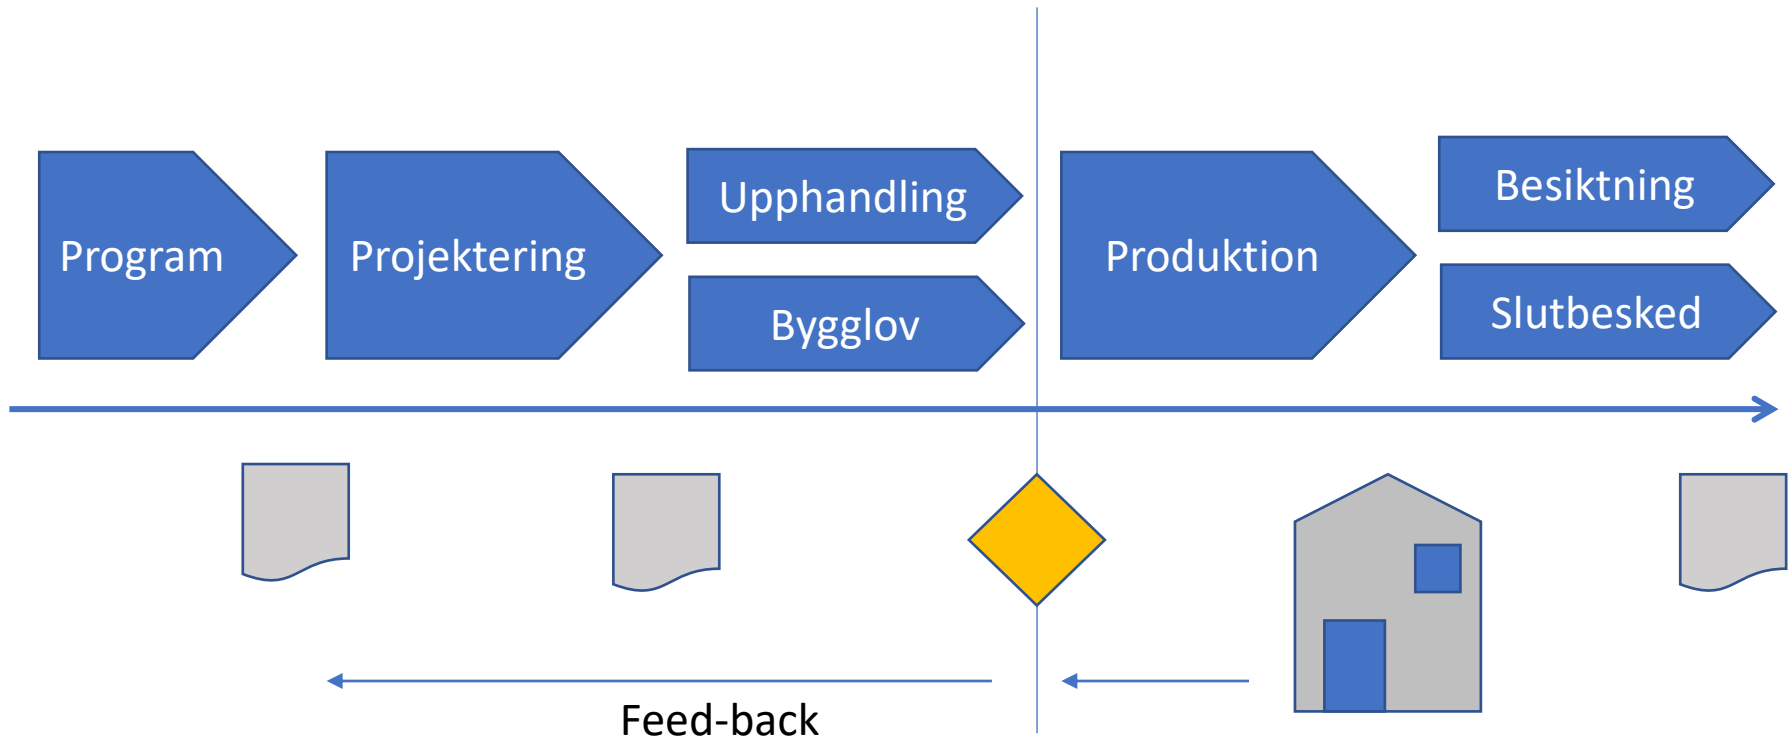 Program
Projektering
Upphandling
Bygglov
Produktion
Besiktning
Slutbesked
Feed-back